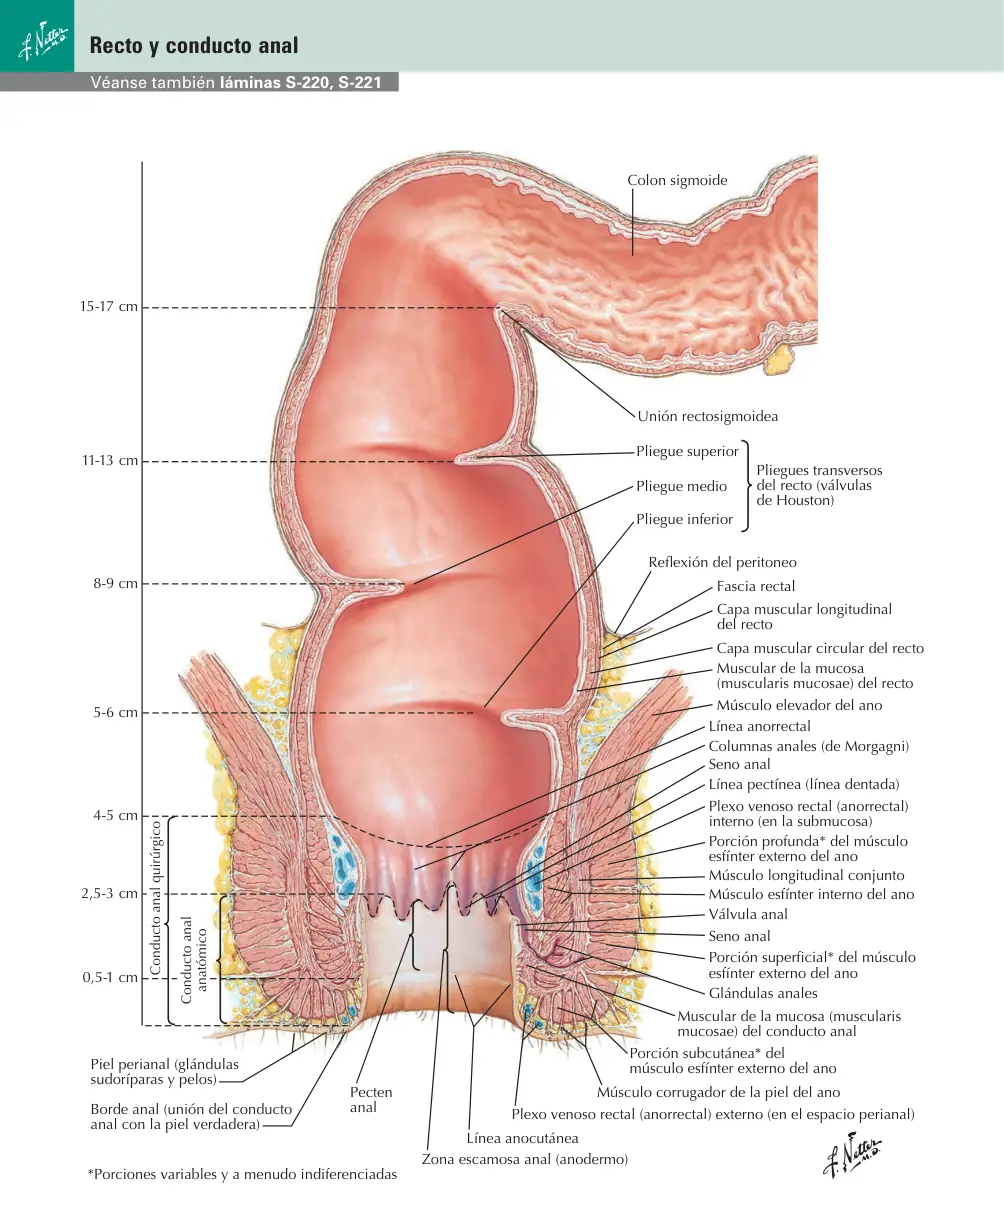 F. Netter M.D.
Recto y conducto anal
Véanse también láminas S-220, S-221
Colon sigmoide
15-17 cm
Unión rectosigmoidea
11-13 cm
Pliegue superior
Pliegue medio
Pliegue inferior
Pliegues transversos
del recto (válvulas
de Houston)
Reflexión del peritoneo
8-9 cm
Fascia rectal
Capa muscular longitudinal
del recto
Capa muscular circular del recto
Muscular de la mucosa
(muscularis mucosae) del recto
Músculo elevador del ano
5-6 cm
Línea anorrectal
Columnas anales (de Morgagni)
Seno anal
Línea pectínea (línea dentada)
Plexo venoso rectal (anorrectal)
interno (en la submucosa)
4-5 cm
Porción profunda* del músculo
esfínter externo del ano
Músculo longitudinal conjunto
Músculo esfínter interno del ano
2,5-3 cm
Válvula anal
Seno anal
Porción superficial* del músculo
esfínter externo del ano
0,5-1 cm
Glándulas anales
Conducto anal quirúrgico
Conducto anal
anatómico
Muscular de la mucosa (muscularis
mucosae) del conducto anal
Porción subcutánea* del
músculo esfínter externo del ano
Músculo corrugador de la piel del ano
Plexo venoso rectal (anorrectal) externo (en el espacio perianal)
Piel perianal (glándulas
sudoríparas y pelos)
Borde anal (unión del conducto
anal con la piel verdadera)
Pecten
anal
Línea anocutánea
Zona escamosa anal (anodermo)
*Porciones variables y a menudo indiferenciadas
F. Netter M.D.